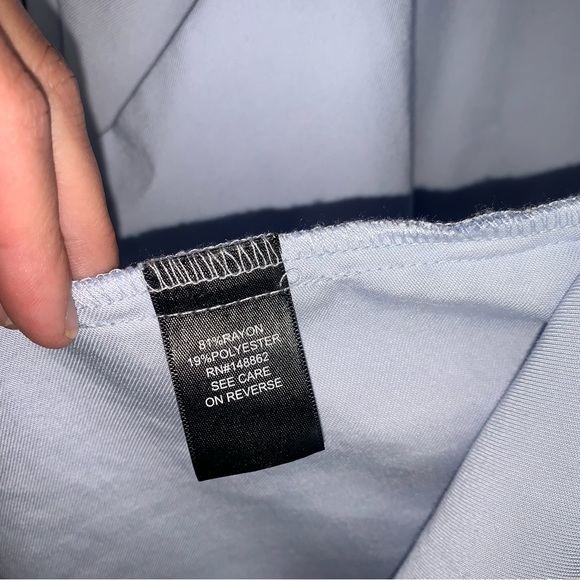 81%RAYON
19%POLYESTER
RN#148862
SEE CARE
ON REVERSE